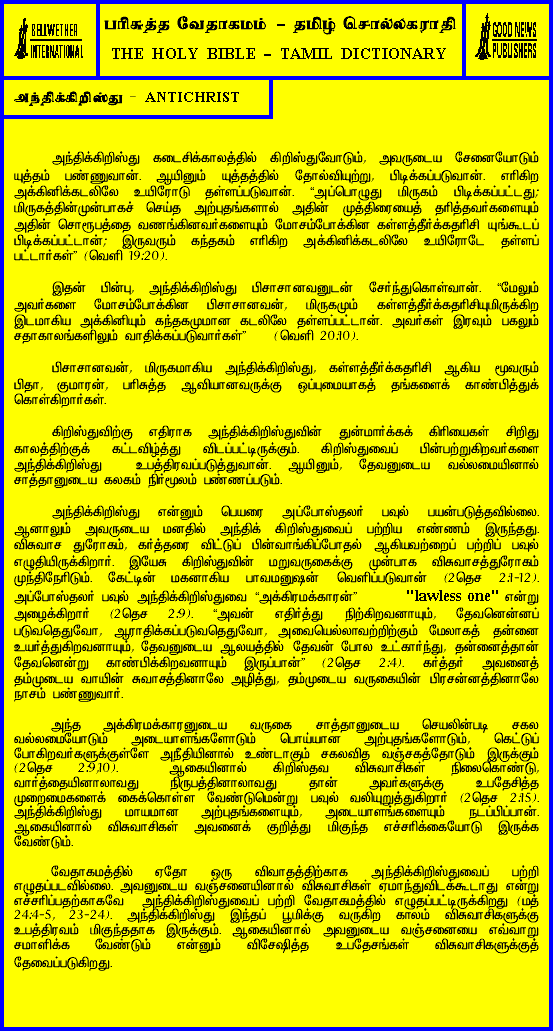 BELLWETHER
INTERNATIONAL
பரிசுத்த வேதாகமம் – தமிழ் சொல்லகராதி
THE HOLY BIBLE – TAMIL DICTIONARY
GOOD NEWS
PUBLISHERS
அந்திக்கிறிஸ்து - ANTICHRIST
அந்திக்கிறிஸ்து கடைசிக்காலத்தில் கிறிஸ்துவோடும், அவருடைய சேனையோடும்
யுத்தம் பண்ணுவான். ஆயினும் யுத்தத்தில் தோல்வியுற்று, பிடிக்கப்படுவான். எரிகிற
அக்கினிக்கடலிலே உயிரோடு தள்ளப்படுவான். “அப்பொழுது மிருகம் பிடிக்கப்பட்டது;
மிருகத்தின்முன்பாகச் செய்த அற்புதங்களால் அதின் முத்திரையைத் தரித்தவர்களையும்
அதின் சொரூபத்தை வணங்கினவர்களையும் மோசம்போக்கின கள்ளத்தீர்க்கதரிசி யுங்கூடப்
பிடிக்கப்பட்டான்; இருவரும் கந்தகம் எரிகிற அக்கினிக்கடலிலே உயிரோடே தள்ளப்
பட்டார்கள்” (வெளி 19:20).
இதன் பின்பு, அந்திக்கிறிஸ்து பிசாசானவனுடன் சேர்ந்துகொள்வான். “மேலும்
அவர்களை மோசம்போக்கின பிசாசானவன், மிருகமும் கள்ளத்தீர்க்கதரிசியுமிருக்கிற
இடமாகிய அக்கினியும் கந்தகமுமான கடலிலே தள்ளப்பட்டான். அவர்கள் இரவும் பகலும்
சதாகாலங்களிலும் வாதிக்கப்படுவார்கள்” (வெளி 20:10).
பிசாசானவன், மிருகமாகிய அந்திக்கிறிஸ்து, கள்ளத்தீர்க்கதரிசி ஆகிய மூவரும்
பிதா, குமாரன், பரிசுத்த ஆவியானவருக்கு ஒப்புமையாகத் தங்களைக் காண்பித்துக்
கொள்கிறார்கள்.
கிறிஸ்துவிற்கு எதிராக அந்திக்கிறிஸ்துவின் துன்மார்க்கக் கிரியைகள் சிறிது
காலத்திற்குக் கட்டவிழ்த்து விடப்பட்டிருக்கும். கிறிஸ்துவைப் பின்பற்றுகிறவர்களை
அந்திக்கிறிஸ்து உபத்திரவப்படுத்துவான். ஆயினும், தேவனுடைய வல்லமையினால்
சாத்தானுடைய கலகம் நிர்மூலம் பண்ணப்படும்.
அந்திக்கிறிஸ்து என்னும் பெயரை அப்போஸ்தலர் பவுல் பயன்படுத்தவில்லை.
ஆனாலும் அவருடைய மனதில் அந்திக் கிறிஸ்துவைப் பற்றிய எண்ணம் இருந்தது.
விசுவாச துரோகம், கர்த்தரை விட்டுப் பின்வாங்கிப்போதல் ஆகியவற்றைப் பற்றிப் பவுல்
எழுதியிருக்கிறார். இயேசு கிறிஸ்துவின் மறுவருகைக்கு முன்பாக விசுவாசத்துரோகம்
முந்திநேரிடும். கேட்டின் மகனாகிய பாவமனுஷன் வெளிப்படுவான் (2தெச 2:1-12).
அப்போஸ்தலர் பவுல் அந்திக்கிறிஸ்துவை “அக்கிரமக்காரன்” "lawless one" என்று
அழைக்கிறார் (2தெச 2:9). “அவன் எதிர்த்து நிற்கிறவனாயும், தேவனென்னப்
படுவதெதுவோ, ஆராதிக்கப்படுவதெதுவோ, அவையெல்லாவற்றிற்கும் மேலாகத் தன்னை
உயர்த்துகிறவனாயும், தேவனுடைய ஆலயத்தில் தேவன் போல உட்கார்ந்து, தன்னைத்தான்
தேவனென்று காண்பிக்கிறவனாயும் இருப்பான்” (2தெச 2:4). கர்த்தர் அவனைத்
தம்முடைய வாயின் சுவாசத்தினாலே அழித்து, தம்முடைய வருகையின் பிரசன்னத்தினாலே
நாசம் பண்ணுவார்.
அந்த அக்கிரமக்காரனுடைய வருகை சாத்தானுடைய செயலின்படி சகல
வல்லமையோடும் அடையாளங்களோடும் பொய்யான அற்புதங்களோடும், கெட்டுப்
போகிறவர்களுக்குள்ளே அநீதியினால் உண்டாகும் சகலவித வஞ்சகத்தோடும் இருக்கும்
(2தெச 2:9,10). ஆகையினால் கிறிஸ்தவ விசுவாசிகள் நிலைகொண்டு,
வார்த்தையினாலாவது நிருபத்தினாலாவது தான் அவர்களுக்கு உபதேசித்த
முறைமைகளைக் கைக்கொள்ள வேண்டுமென்று பவுல் வலியுறுத்துகிறார் (2தெச 2:15).
அந்திக்கிறிஸ்து மாயமான அற்புதங்களையும், அடையாளங்களையும் நடப்பிப்பான்.
ஆகையினால் விசுவாசிகள் அவனைக் குறித்து மிகுந்த எச்சரிக்கையோடு இருக்க
வேண்டும்.
வேதாகமத்தில் ஏதோ ஒரு விவாதத்திற்காக அந்திக்கிறிஸ்துவைப் பற்றி
எழுதப்படவில்லை. அவனுடைய வஞ்சனையினால் விசுவாசிகள் ஏமாந்துவிடக்கூடாது என்று
எச்சரிப்பதற்காகவே அந்திக்கிறிஸ்துவைப் பற்றி வேதாகமத்தில் எழுதப்பட்டிருக்கிறது (மத்
24:4-5, 23-24). அந்திக்கிறிஸ்து இந்தப் பூமிக்கு வருகிற காலம் விசுவாசிகளுக்கு
உபத்திரவம் மிகுந்ததாக இருக்கும். ஆகையினால் அவனுடைய வஞ்சனையை எவ்வாறு
சமாளிக்க வேண்டும் என்னும் விசேஷித்த உபதேசங்கள் விசுவாசிகளுக்குத்
தேவைப்படுகிறது.